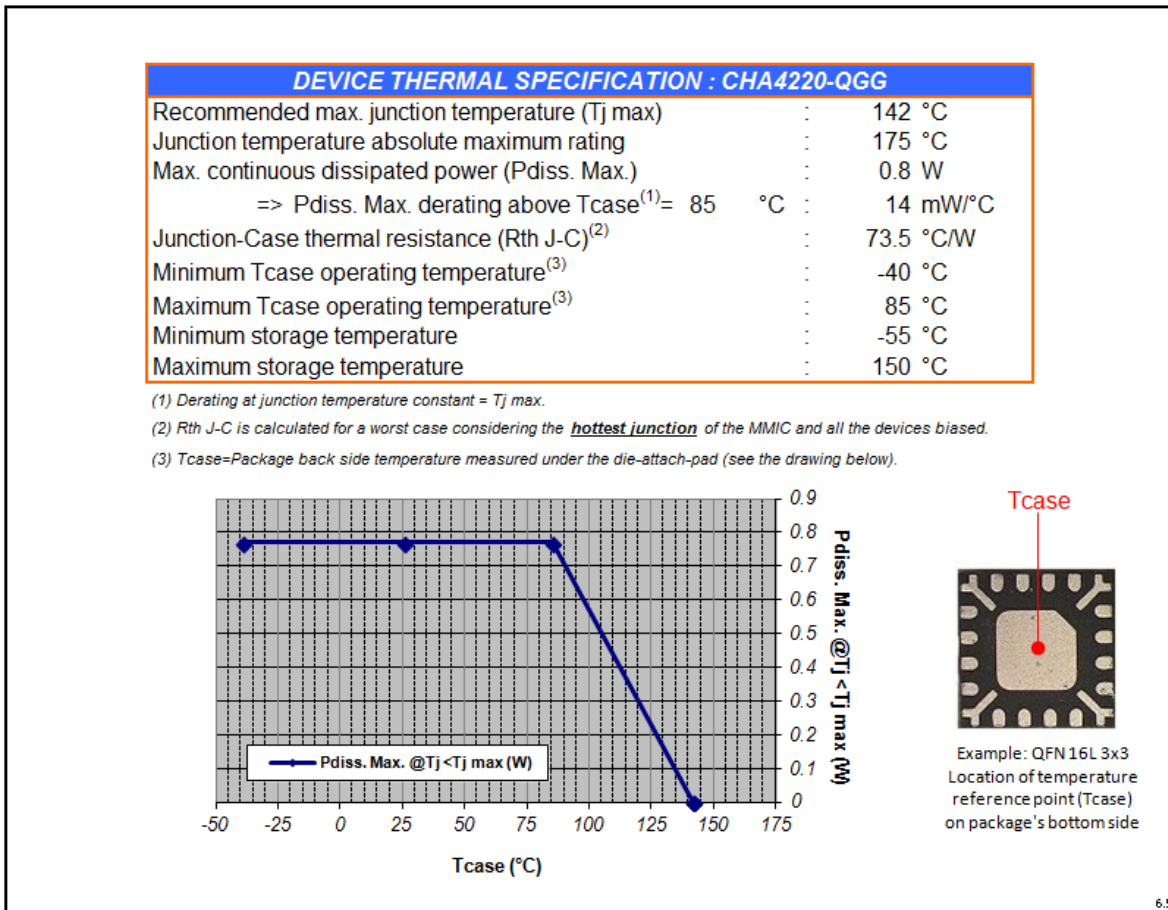 DEVICE THERMAL SPECIFICATION : CHA4220-QGG
Recommended max. junction temperature (Tj max) : 142 °C
Junction temperature absolute maximum rating : 175 °C
Max. continuous dissipated power (Pdiss. Max.) : 0.8 W
=> Pdiss. Max. derating above Tcase(1)= 85 °C : 14 mW/°C
Junction-Case thermal resistance (Rth J-C)(2) : 73.5 °C/W
Minimum Tcase operating temperature(3) : -40 °C
Maximum Tcase operating temperature(3) : 85 °C
Minimum storage temperature : -55 °C
Maximum storage temperature : 150 °C
(1) Derating at junction temperature constant = Tj max.
(2) Rth J-C is calculated for a worst case considering the hottest junction of the MMIC and all the devices biased.
(3) Tcase=Package back side temperature measured under the die-attach-pad (see the drawing below).
0.9
0.8
0.7
0.6
0.5
0.4
0.3
0.2
0.1
0
Pdiss. Max. @Tj <Tj max (W)
Pdiss. Max. @Tj <Tj max (W)
-50 -25 0 25 50 75 100 125 150 175
Tcase (°C)
Tcase
Example: QFN 16L 3x3
Location of temperature
reference point (Tcase)
on package's bottom side